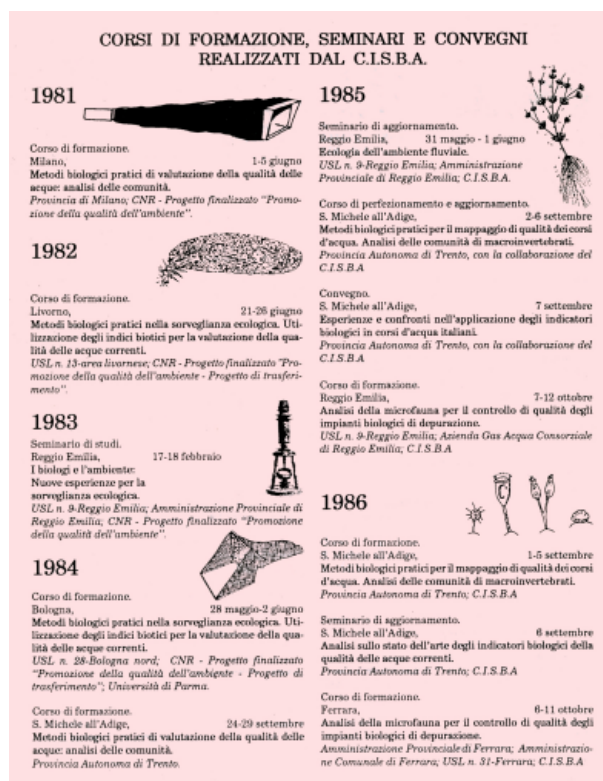 CORSI DI FORMAZIONE, SEMINARI E CONVEGNI
REALIZZATI DAL C.I.S.B.A.
1981
Corso di formazione.
Milano, 1-5 giugno
Metodi biologici pratici di valutazione della qualità delle
acque: analisi delle comunità.
Provincia di Milano; CNR - Progetto finalizzato "Promo-
zione della qualità dell'ambiente".
1982
Corso di formazione.
Livorno, 21-26 giugno
Metodi biologici pratici nella sorveglianza ecologica. Uti-
lizzazione degli indici biotici per la valutazione della qua-
lità delle acque correnti.
USL n. 13-area livornese; CNR - Progetto finalizzato "Pro-
mozione della qualità dell'ambiente - Progetto di trasferi-
mento".
1983
Seminario di studi.
Reggio Emilia, 17-18 febbraio
I biologi e l'ambiente:
Nuove esperienze per la
sorveglianza ecologica.
USL n. 9-Reggio Emilia; Amministrazione Provinciale di
Reggio Emilia; CNR - Progetto finalizzato "Promozione
della qualità dell'ambiente".
1984
Corso di formazione.
Bologna, 28 maggio-2 giugno
Metodi biologici pratici nella sorveglianza ecologica. Uti-
lizzazione degli indici biotici per la valutazione della qua-
lità delle acque correnti.
USL n. 28-Bologna nord; CNR - Progetto finalizzato
"Promozione della qualità dell'ambiente - Progetto di
trasferimento"; Università di Parma.
Corso di formazione.
S. Michele all'Adige, 24-29 settembre
Metodi biologici pratici di valutazione della qualità delle
acque: analisi delle comunità.
Provincia Autonoma di Trento.
1985
Seminario di aggiornamento.
Reggio Emilia, 31 maggio - 1 giugno
Ecologia dell'ambiente fluviale.
USL n. 9-Reggio Emilia; Amministrazione
Provinciale di Reggio Emilia; C.I.S.B.A.
Corso di perfezionamento e aggiornamento.
S. Michele all'Adige, 2-6 settembre
Metodi biologici pratici per il mappaggio di qualità dei corsi
d'acqua. Analisi delle comunità di macroinvertebrati.
Provincia Autonoma di Trento, con la collaborazione del
C.I.S.B.A
Convegno.
S. Michele all'Adige, 7 settembre
Esperienze e confronti nell'applicazione degli indicatori
biologici in corsi d'acqua italiani.
Provincia Autonoma di Trento, con la collaborazione del
C.I.S.B.A
Corso di formazione.
Reggio Emilia, 7-12 ottobre
Analisi della microfauna per il controllo di qualità degli
impianti biologici di depurazione.
USL n. 9-Reggio Emilia; Azienda Gas Acqua Consorziale
di Reggio Emilia; C.I.S.B.A
1986
Corso di formazione.
S. Michele all'Adige, 1-5 settembre
Metodi biologici pratici per il mappaggio di qualità dei corsi
d'acqua. Analisi delle comunità di macroinvertebrati.
Provincia Autonoma di Trento; C.I.S.B.A
Seminario di aggiornamento.
S. Michele all'Adige, 6 settembre
Analisi sullo stato dell'arte degli indicatori biologici della
qualità delle acque correnti.
Provincia Autonoma di Trento; C.I.S.B.A
Corso di formazione.
Ferrara, 6-11 ottobre
Analisi della microfauna per il controllo di qualità degli
impianti biologici di depurazione.
Amministrazione Provinciale di Ferrara; Amministrazio-
ne Comunale di Ferrara; USL n. 31-Ferrara; C.I.S.B.A